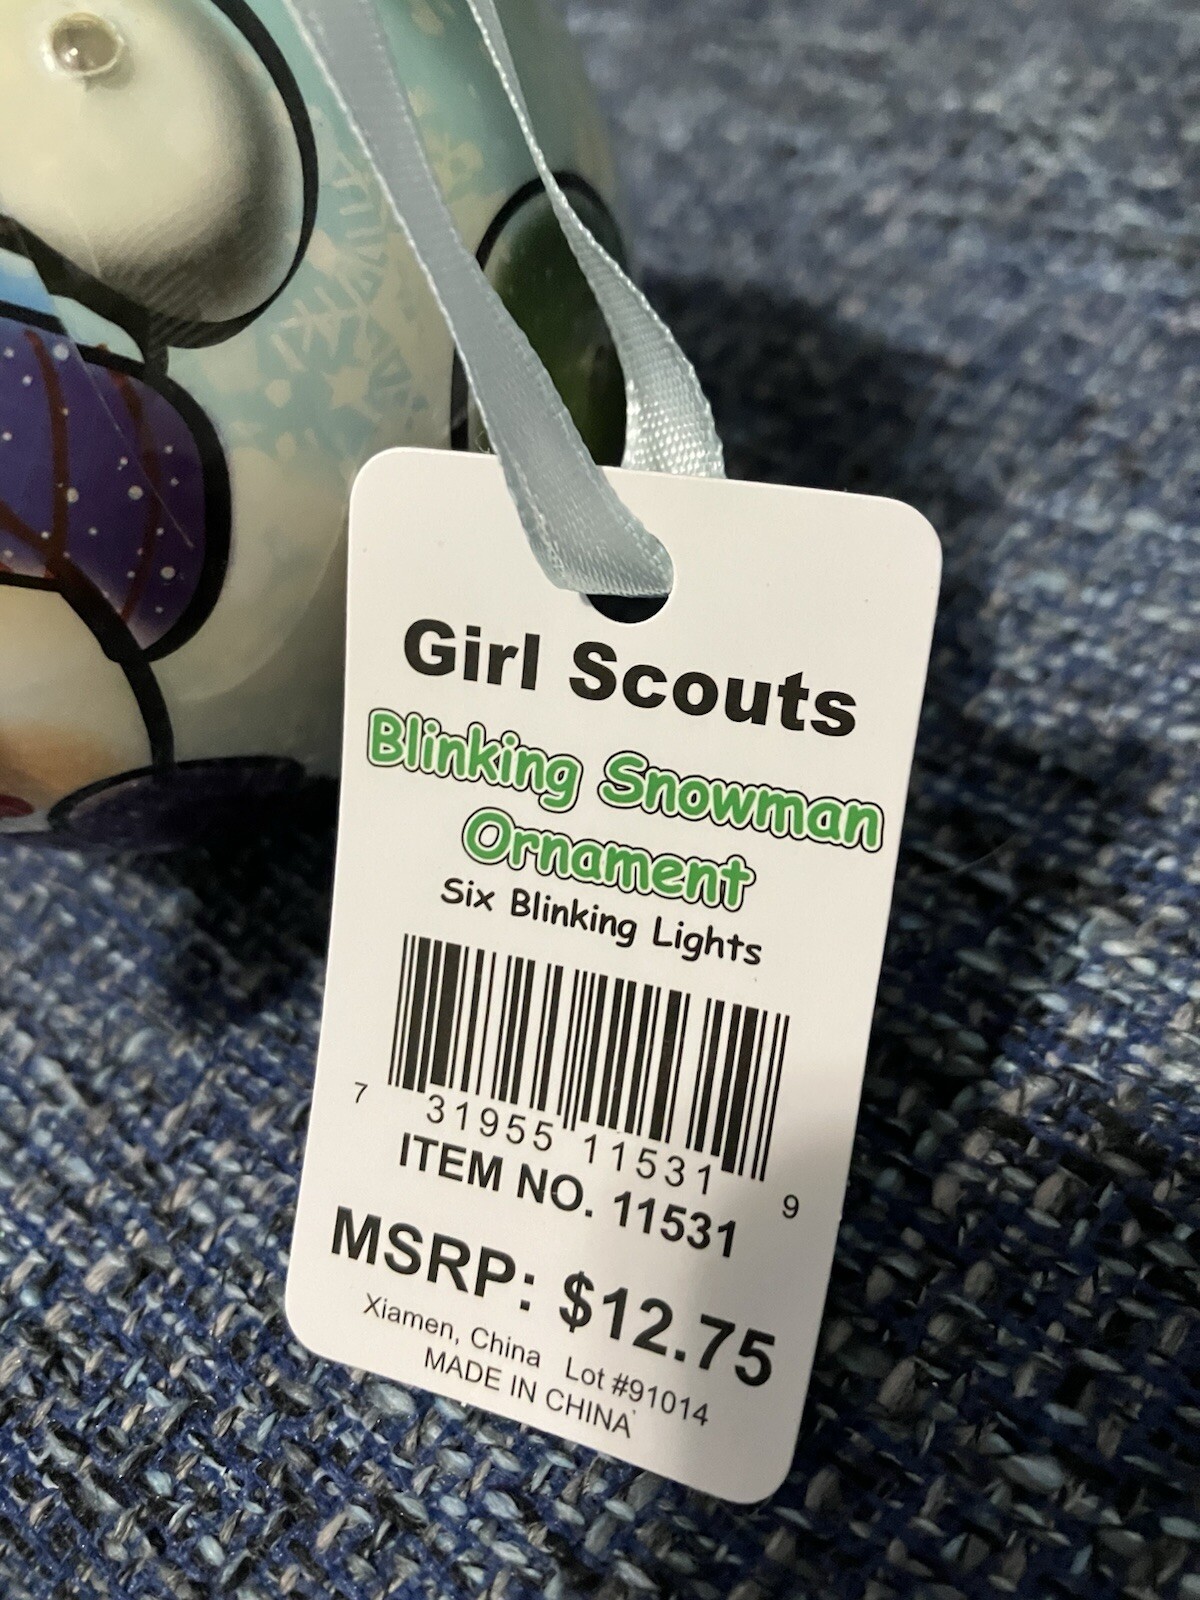 Girl Scouts
Blinking Snowman
Ornament
Six Blinking Lights
7 31955 11531 9
ITEM NO. 11531
MSRP: $12.75
Xiamen, China Lot #91014
MADE IN CHINA